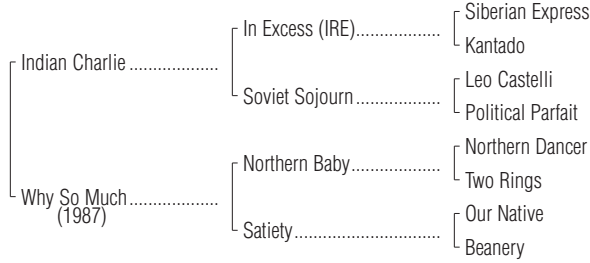 Siberian Express
In Excess (IRE)...................
Kantado
Indian Charlie ...................
Leo Castelli
Soviet Sojourn ...................
Political Parfait
Northern Dancer
Northern Baby...................
Two Rings
Why So Much...................
(1987)
Our Native
Satiety...............................
Beanery